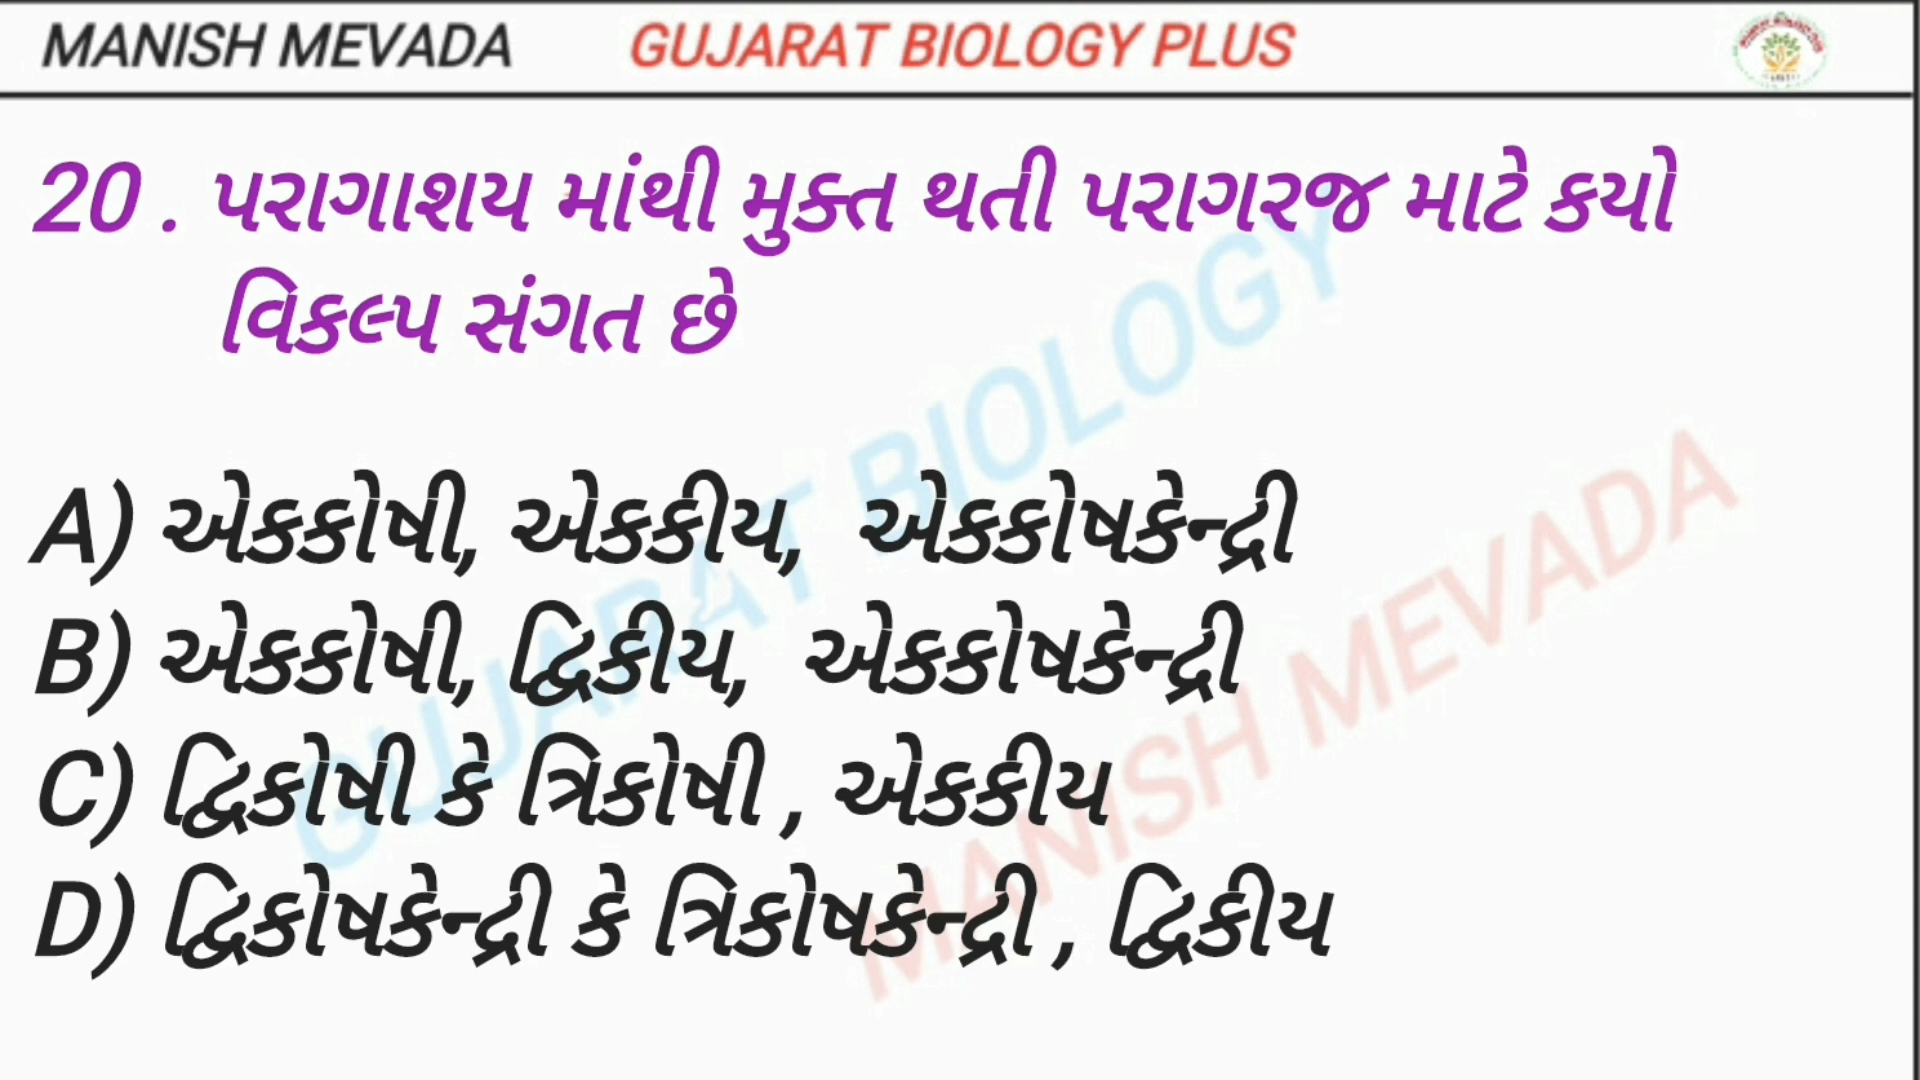 MANISH MEVADA GUJARAT BIOLOGY PLUS
20 . પરાગાશય માંથી મુક્ત થતી પરાગરજ માટે કયો
વિકલ્પ સંગત છે
A) એકકોષી, એકકીય, એકકોષકેન્દ્રી
B) એકકોષી, દ્વિકીય, એકકોષકેન્દ્રી
C) દ્વિકોષી કે ત્રિકોષી , એકકીય
D) દ્વિકોષકેન્દ્રી કે ત્રિકોષકેન્દ્રી , દ્વિકીય
GUJARAT BIOLOGY
MANISH MEVADA